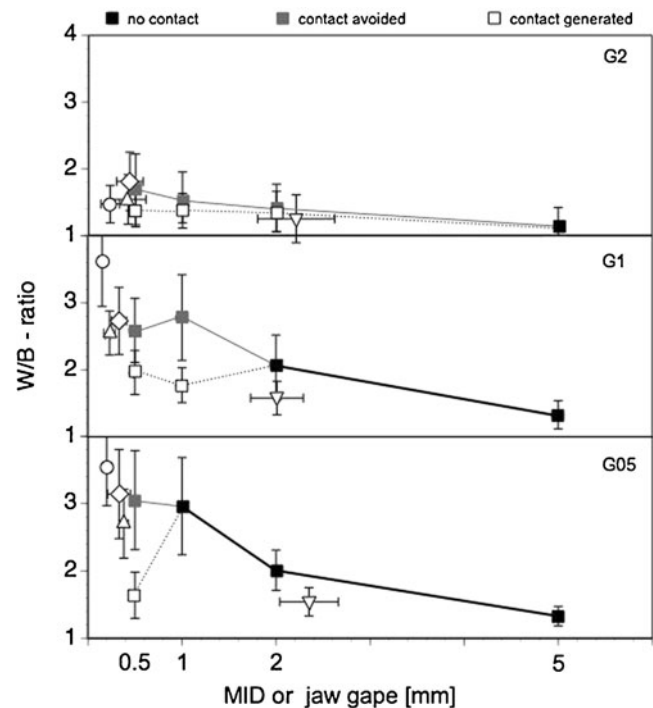 no contact contact avoided contact generated
4
G2
3
2
1
G1
3
2
1
G05
3
2
1
W/B - ratio
0.5 1 2 5
MID or jaw gape [mm]